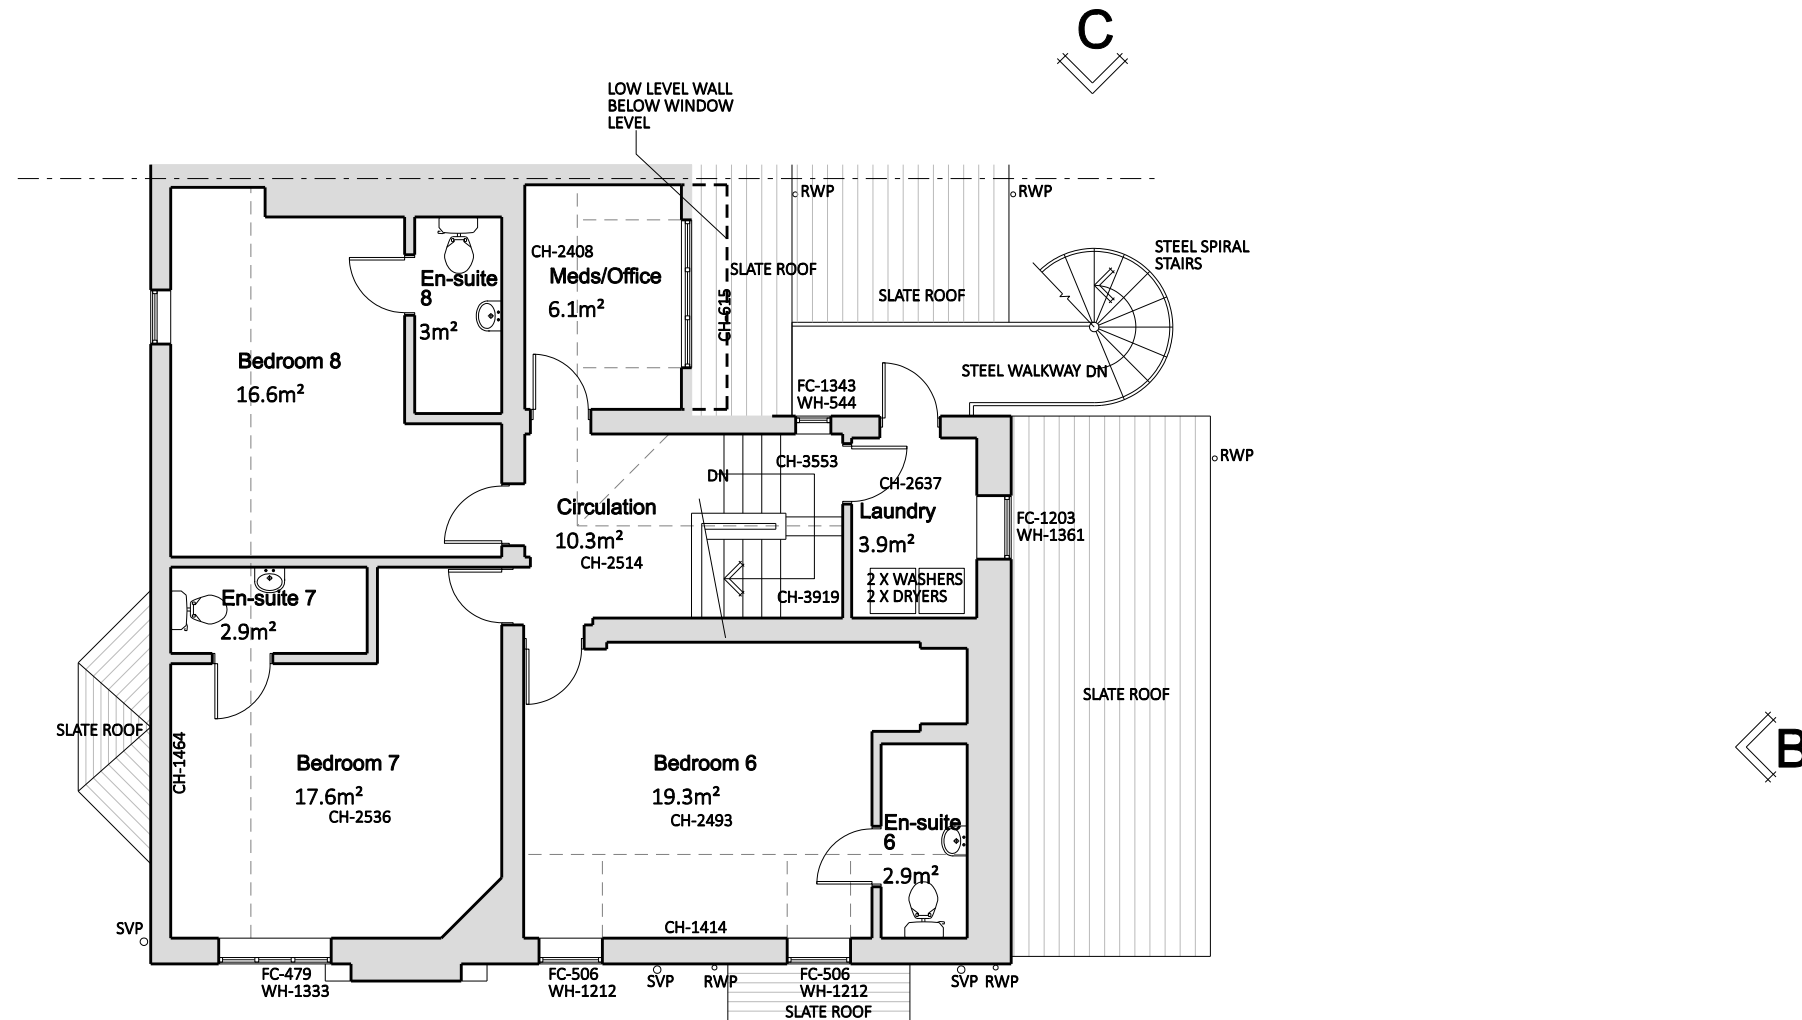 C
LOW LEVEL WALL
BELOW WINDOW
LEVEL
RWP
RWP
STEEL SPIRAL
STAIRS
CH-2408
Meds/Office
6.1m²
SLATE ROOF
CH-615
SLATE ROOF
En-suite
8
3m²
Bedroom 8
16.6m²
STEEL WALKWAY DN
FC-1343
WH-544
RWP
CH-3553
DN
CH-2637
Circulation
10.3m²
CH-2514
Laundry
3.9m²
FC-1203
WH-1361
2 X WASHERS
2 X DRYERS
CH-3919
En-suite 7
2.9m²
SLATE ROOF
SLATE ROOF
CH-1464
Bedroom 7
17.6m²
CH-2536
Bedroom 6
19.3m²
CH-2493
B
En-suite
6
2.9m²
CH-1414
SVP
FC-479
WH-1333
FC-506
WH-1212
SVP
RWP
FC-506
WH-1212
SVP
RWP
SLATE ROOF